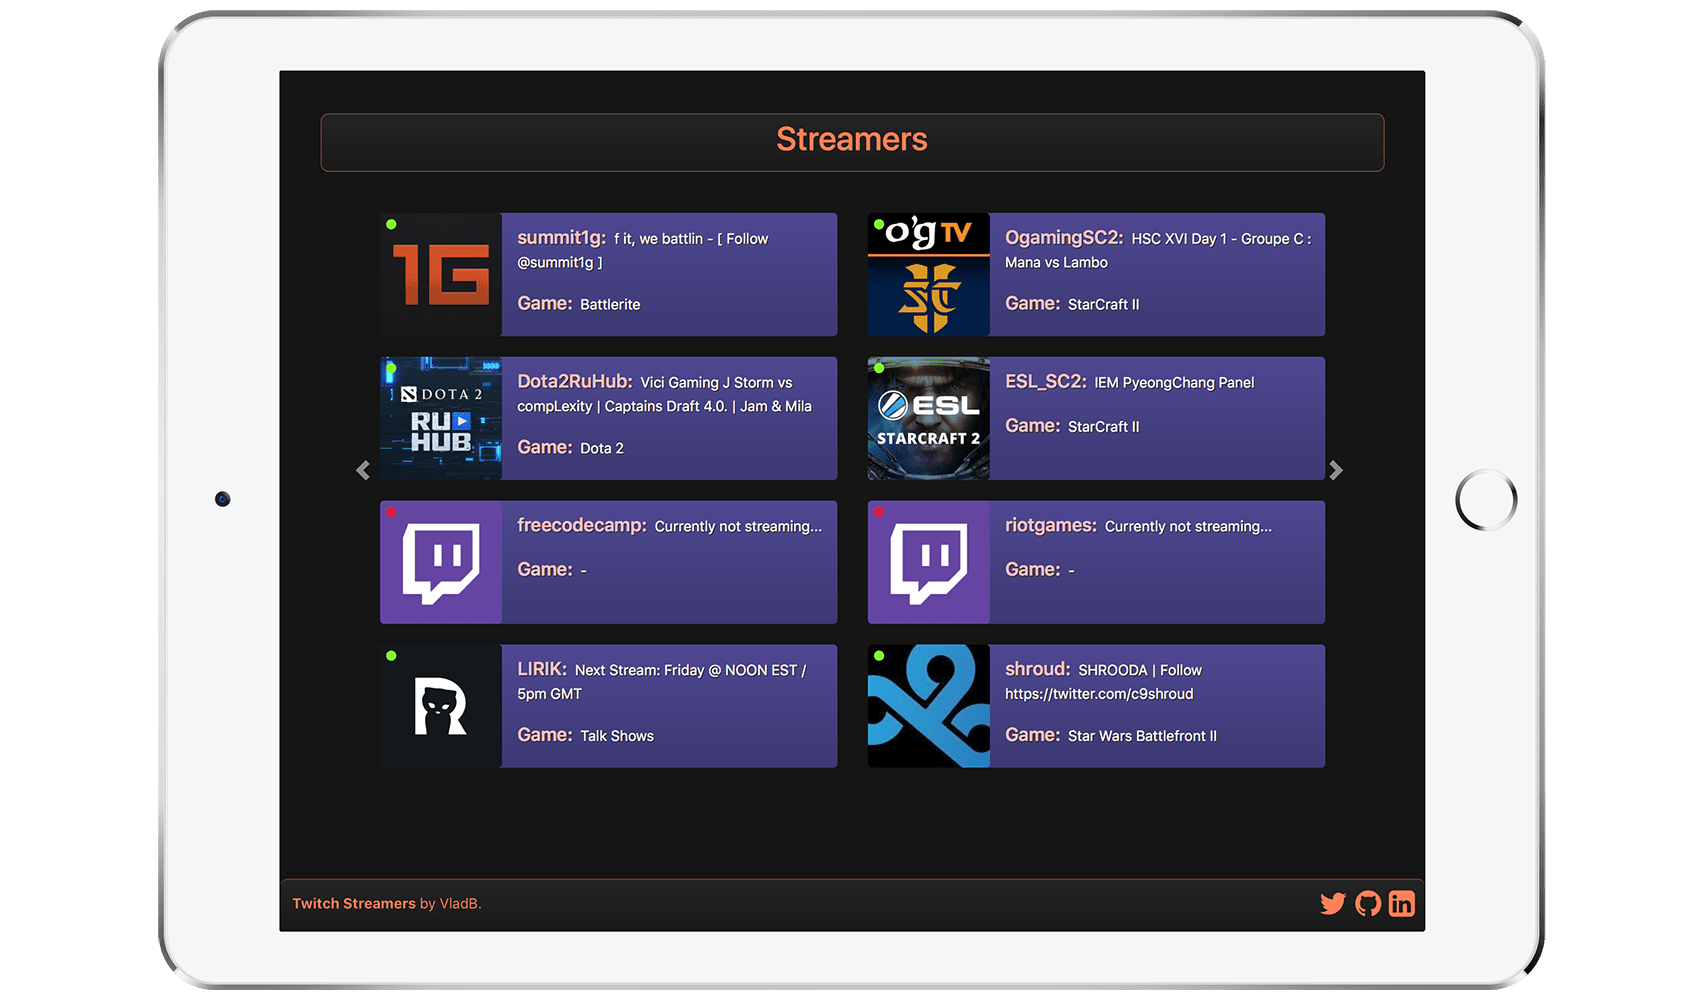 Streamers
1G
summit1g: f it, we battlin - [ Follow
@summit1g ]
Game: Battlerite
o'g TV
SC
OgamingSC2: HSC XVI Day 1 - Groupe C :
Mana vs Lambo
Game: StarCraft II
DOTA 2
RU
HUB
Dota2RuHub: Vici Gaming J Storm vs
compLexity | Captains Draft 4.0. | Jam & Mila
Game: Dota 2
ESL
STARCRAFT 2
ESL_SC2: IEM PyeongChang Panel
Game: StarCraft II
freecodecamp: Currently not streaming...
Game: -
riotgames: Currently not streaming...
Game: -
R
LIRIK: Next Stream: Friday @ NOON EST /
5pm GMT
Game: Talk Shows
shroud: SHROODA | Follow
https://twitter.com/c9shroud
Game: Star Wars Battlefront II
Twitch Streamers by VladB.
in